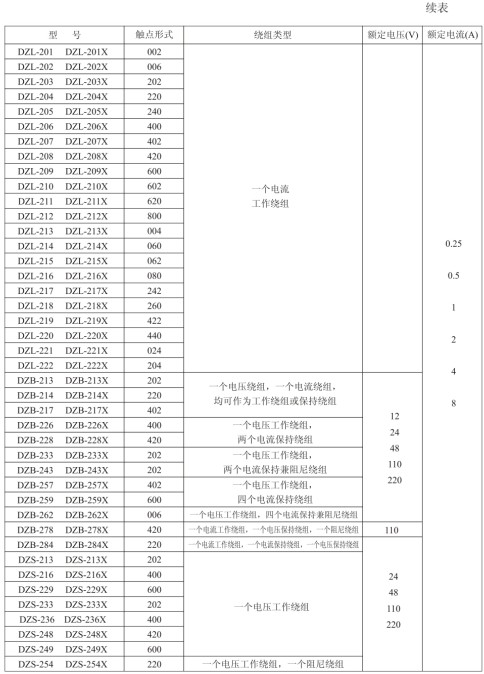 续表
型 号 触点形式 绕组类型 额定电压(V) 额定电流(A)
DZL-201 DZL-201X 002
DZL-202 DZL-202X 006
DZL-203 DZL-203X 202
DZL-204 DZL-204X 220
DZL-205 DZL-205X 240
DZL-206 DZL-206X 400
DZL-207 DZL-207X 402
DZL-208 DZL-208X 420
DZL-209 DZL-209X 600
DZL-210 DZL-210X 602
DZL-211 DZL-211X 620
DZL-212 DZL-212X 800
DZL-213 DZL-213X 004
DZL-214 DZL-214X 060
DZL-215 DZL-215X 062
DZL-216 DZL-216X 080
DZL-217 DZL-217X 242
DZL-218 DZL-218X 260
DZL-219 DZL-219X 422
DZL-220 DZL-220X 440
DZL-221 DZL-221X 024
DZL-222 DZL-222X 204
一个电流
工作绕组
DZB-213 DZB-213X 202
DZB-214 DZB-214X 220
DZB-217 DZB-217X 402
一个电压绕组，一个电流绕组，
均可作为工作绕组或保持绕组
DZB-226 DZB-226X 400
DZB-228 DZB-228X 420
一个电压工作绕组，
两个电流保持绕组
DZB-233 DZB-233X 202
DZB-243 DZB-243X 202
一个电压工作绕组，
两个电流保持兼阻尼绕组
DZB-257 DZB-257X 402
DZB-259 DZB-259X 600
一个电压工作绕组，
四个电流保持绕组
DZB-262 DZB-262X 006 一个电压工作绕组，四个电流保持兼阻尼绕组
12
24
48
110
220
DZB-278 DZB-278X 420 一个电流工作绕组，一个电压保持绕组，一个阻尼绕组 110
DZB-284 DZB-284X 220 一个电流工作绕组，一个电流保持绕组，一个电压保持绕组
DZS-213 DZS-213X 202
DZS-216 DZS-216X 400
DZS-229 DZS-229X 600
DZS-233 DZS-233X 202
DZS-236 DZS-236X 400
DZS-248 DZS-248X 420
DZS-249 DZS-249X 600
一个电压工作绕组
DZS-254 DZS-254X 220 一个电压工作绕组，一个阻尼绕组
24
48
110
220
0.25
0.5
1
2
4
8